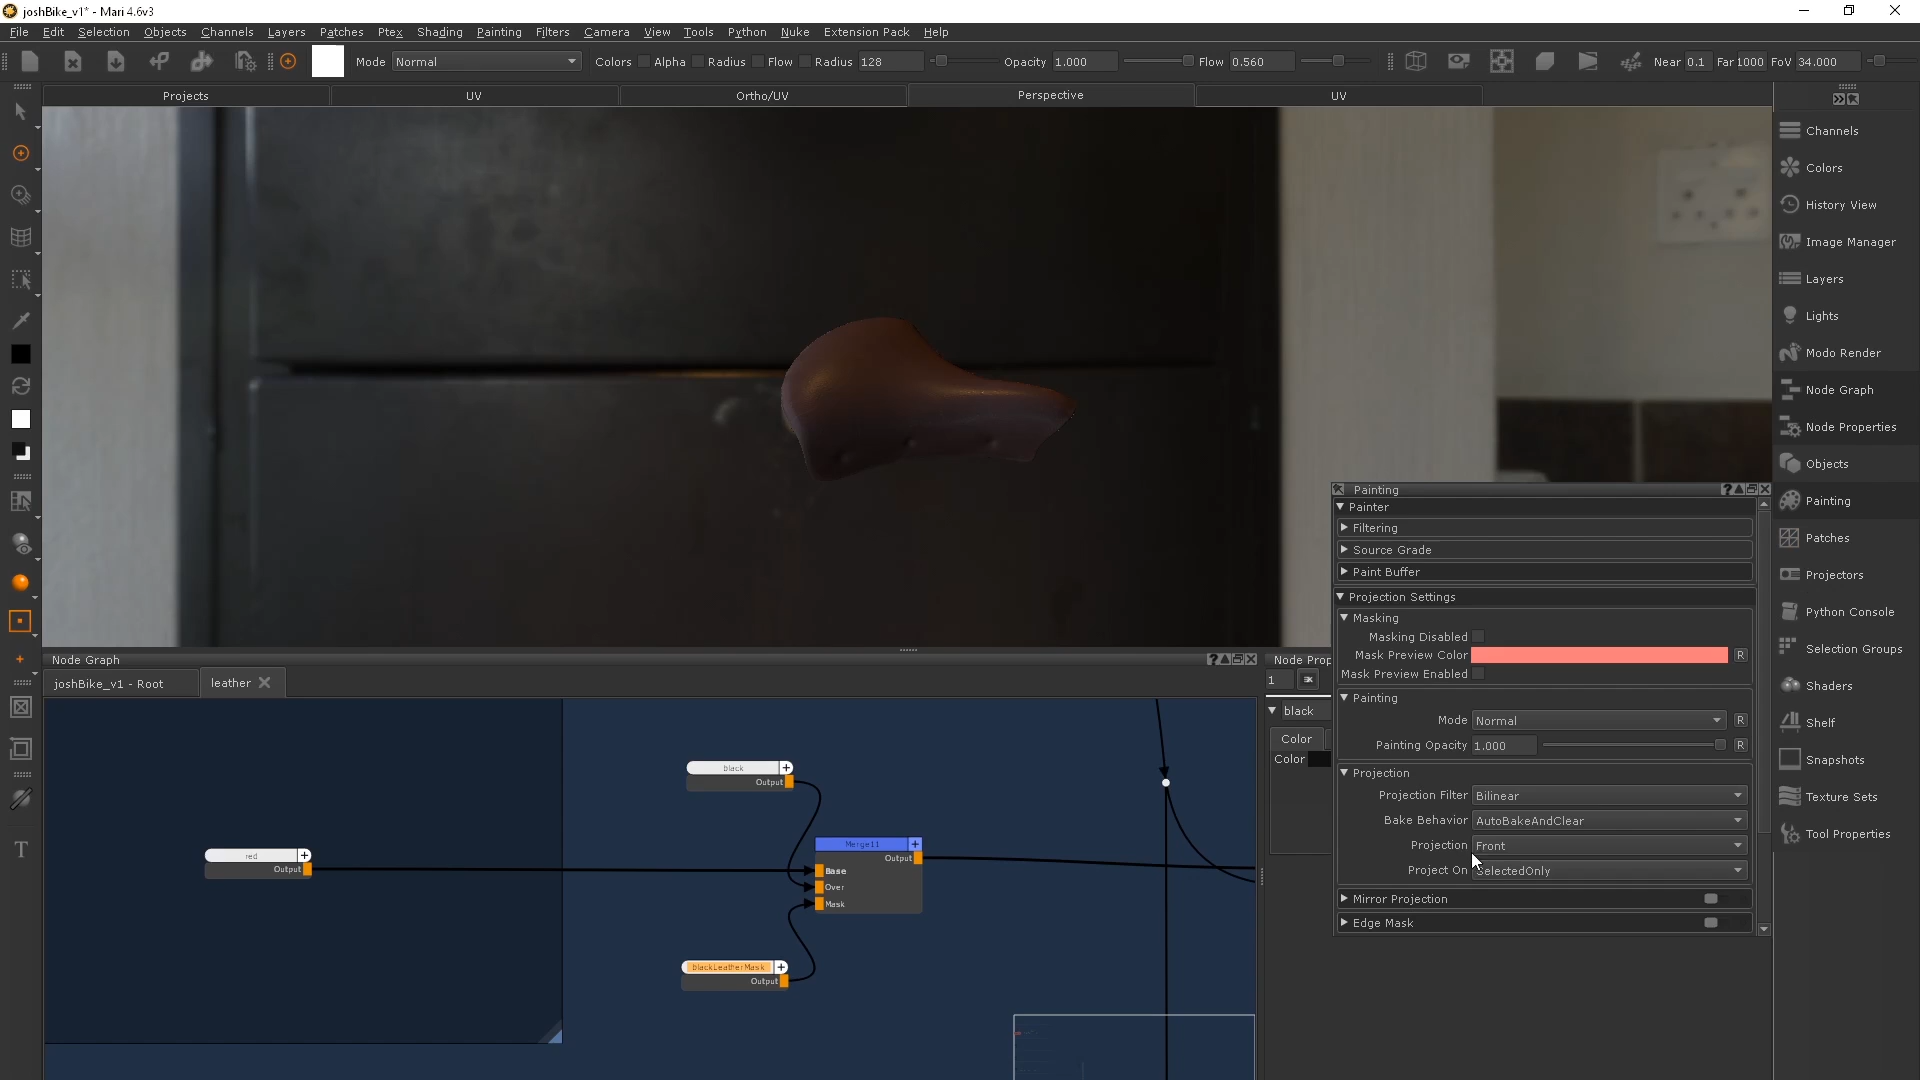 joshBike_v1* - Mari 4.6v3
File Edit Selection Objects Channels Layers Patches Ptex Shading Painting Filters Camera View Tools Python Nuke Extension Pack Help
Mode Normal Colors Alpha Radius Flow Radius 128 Opacity 1.000 Flow 0.560 Near 0.1 Far 1000 FoV 34.000
Projects UV Ortho/UV Perspective UV
Channels
Colors
History View
Image Manager
Layers
Lights
Modo Render
Node Graph
Node Properties
Objects
Painting
Patches
Projectors
Python Console
Selection Groups
Shaders
Shelf
Snapshots
Texture Sets
Tool Properties
Painting
Painter
Filtering
Source Grade
Paint Buffer
Projection Settings
Masking
Masking Disabled
Mask Preview Color R
Mask Preview Enabled
Painting
Mode Normal R
Painting Opacity 1.000 R
Projection
Projection Filter Bilinear
Bake Behavior AutoBakeAndClear
Projection Front
Project On SelectedOnly
Mirror Projection
Edge Mask
Node Graph
joshBike_v1 - Root leather
black
Output
red
Output
Merge11
Output
Base
Over
Mask
blackLeatherMask
Output
Node Prop
1
black
Color
Color
T